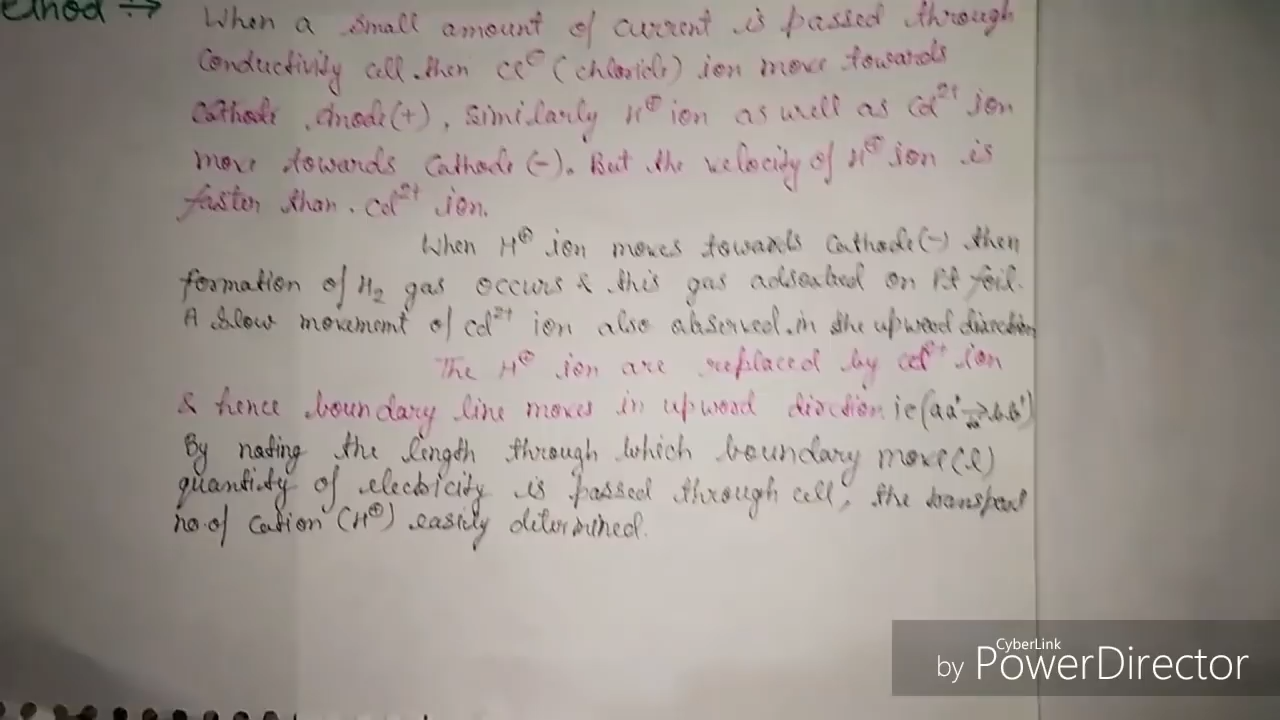 ethod :→
When a small amount of current is passed through
Conductivity cell then Cl⊖ (chloride) ion move towards
Cathode Anode(+), similarly H⊕ ion as well as Cd²⁺ ion
move towards Cathode (-). But the velocity of H⊕ ion is
faster than Cd²⁺ ion.
When H⊕ ion moves towards Cathode(-) then
formation of H₂ gas occurs & this gas adsorbed on Pt foil.
A slow movement of Cd²⁺ ion also observed in the upword direction
The H⊕ ion are replaced by Cd²⁺ ion
& hence boundary line moves in upword direction ie(aa'→bb')
By noting the length through which boundary move(l)
quantity of electricity is passed through cell, the transport
no. of Cation (H⊕) easily determined.
CyberLink
by PowerDirector